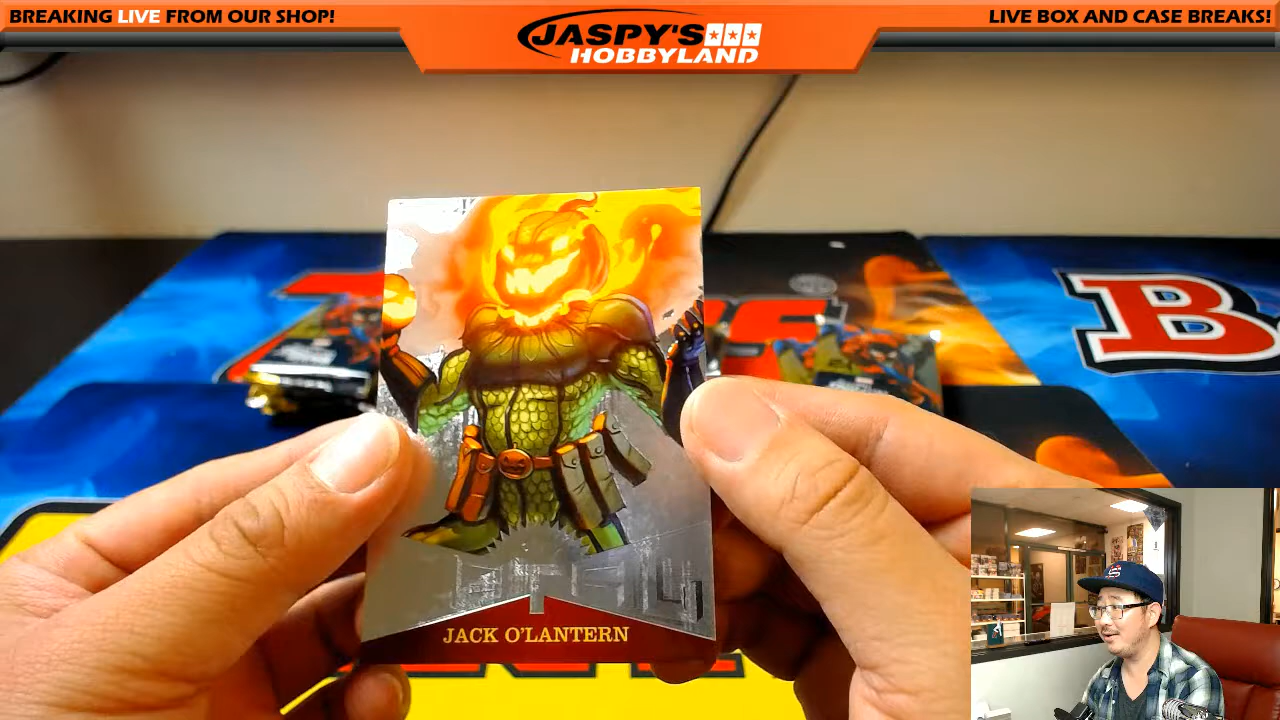 BREAKING LIVE FROM OUR SHOP!
JASPY'S
HOBBYLAND
LIVE BOX AND CASE BREAKS!
B
JACK O'LANTERN